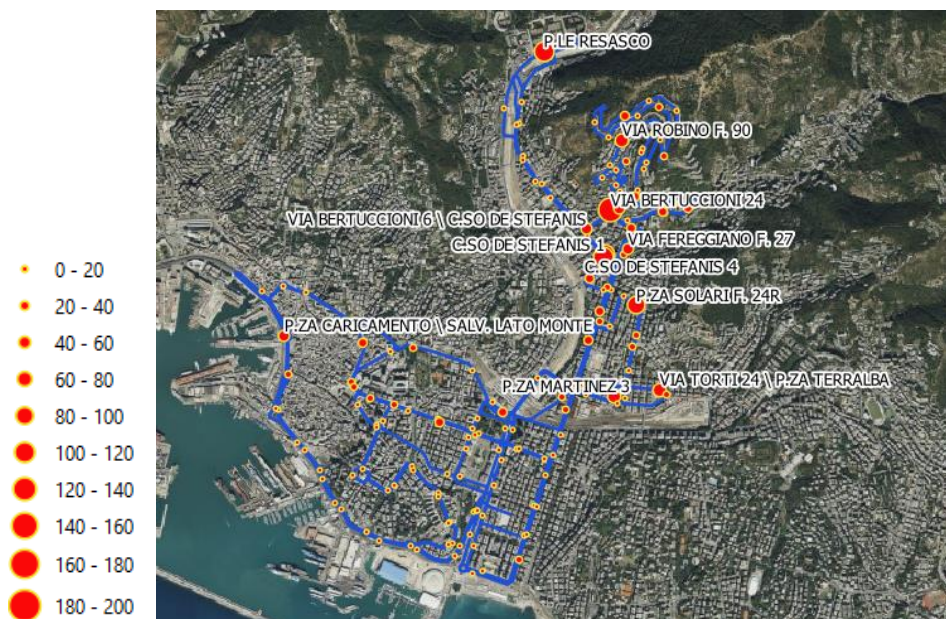 P.LE RESASCO
VIA ROBINO F. 90
VIA BERTUCCIONI 24
VIA BERTUCCIONI 6 \ C.SO DE STEFANIS
C.SO DE STEFANIS 1
VIA FEREGGIANO F. 27
C.SO DE STEFANIS 4
P.ZA SOLARI F. 24R
P.ZA CARICAMENTO \ SALV. LATO MONTE
P.ZA MARTINEZ 3
VIA TORTI 24 \ P.ZA TERRALBA
0 - 20
20 - 40
40 - 60
60 - 80
80 - 100
100 - 120
120 - 140
140 - 160
160 - 180
180 - 200